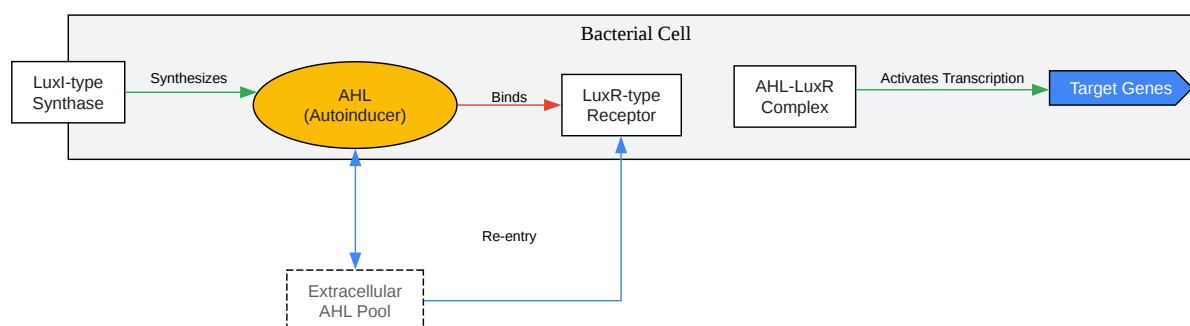 Bacterial Cell
LuxI-type
Synthase
Synthesizes
AHL
(Autoinducer)
Binds
LuxR-type
Receptor
AHL-LuxR
Complex
Activates Transcription
Target Genes
Re-entry
Extracellular
AHL Pool